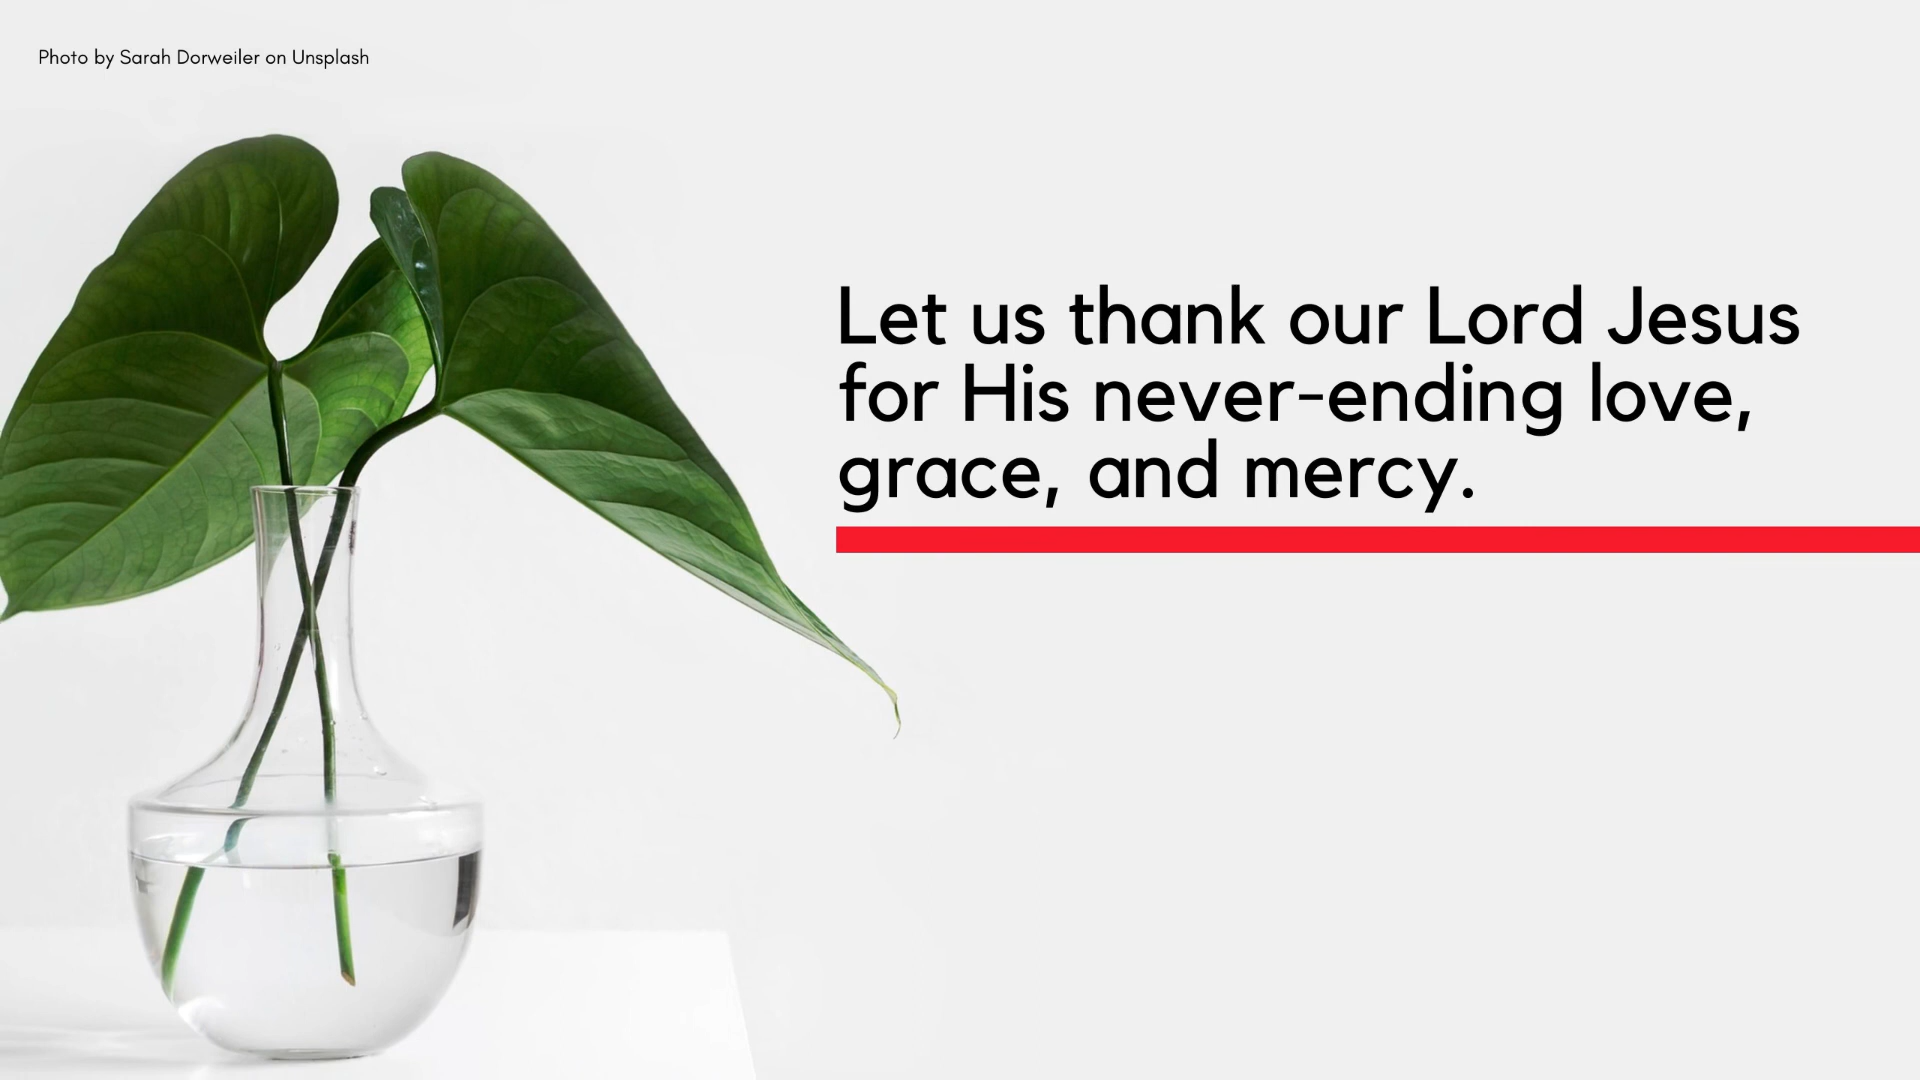 Photo by Sarah Dorweiler on Unsplash
Let us thank our Lord Jesus
for His never-ending love,
grace, and mercy.